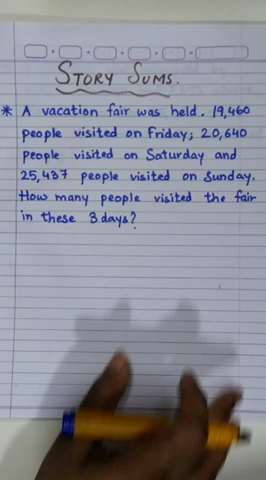 STORY SUMS.
* A vacation fair was held. 19,460
people visited on Friday; 20,640
people visited on Saturday and
25,437 people visited on Sunday.
How many people visited the fair
in these 3 days?